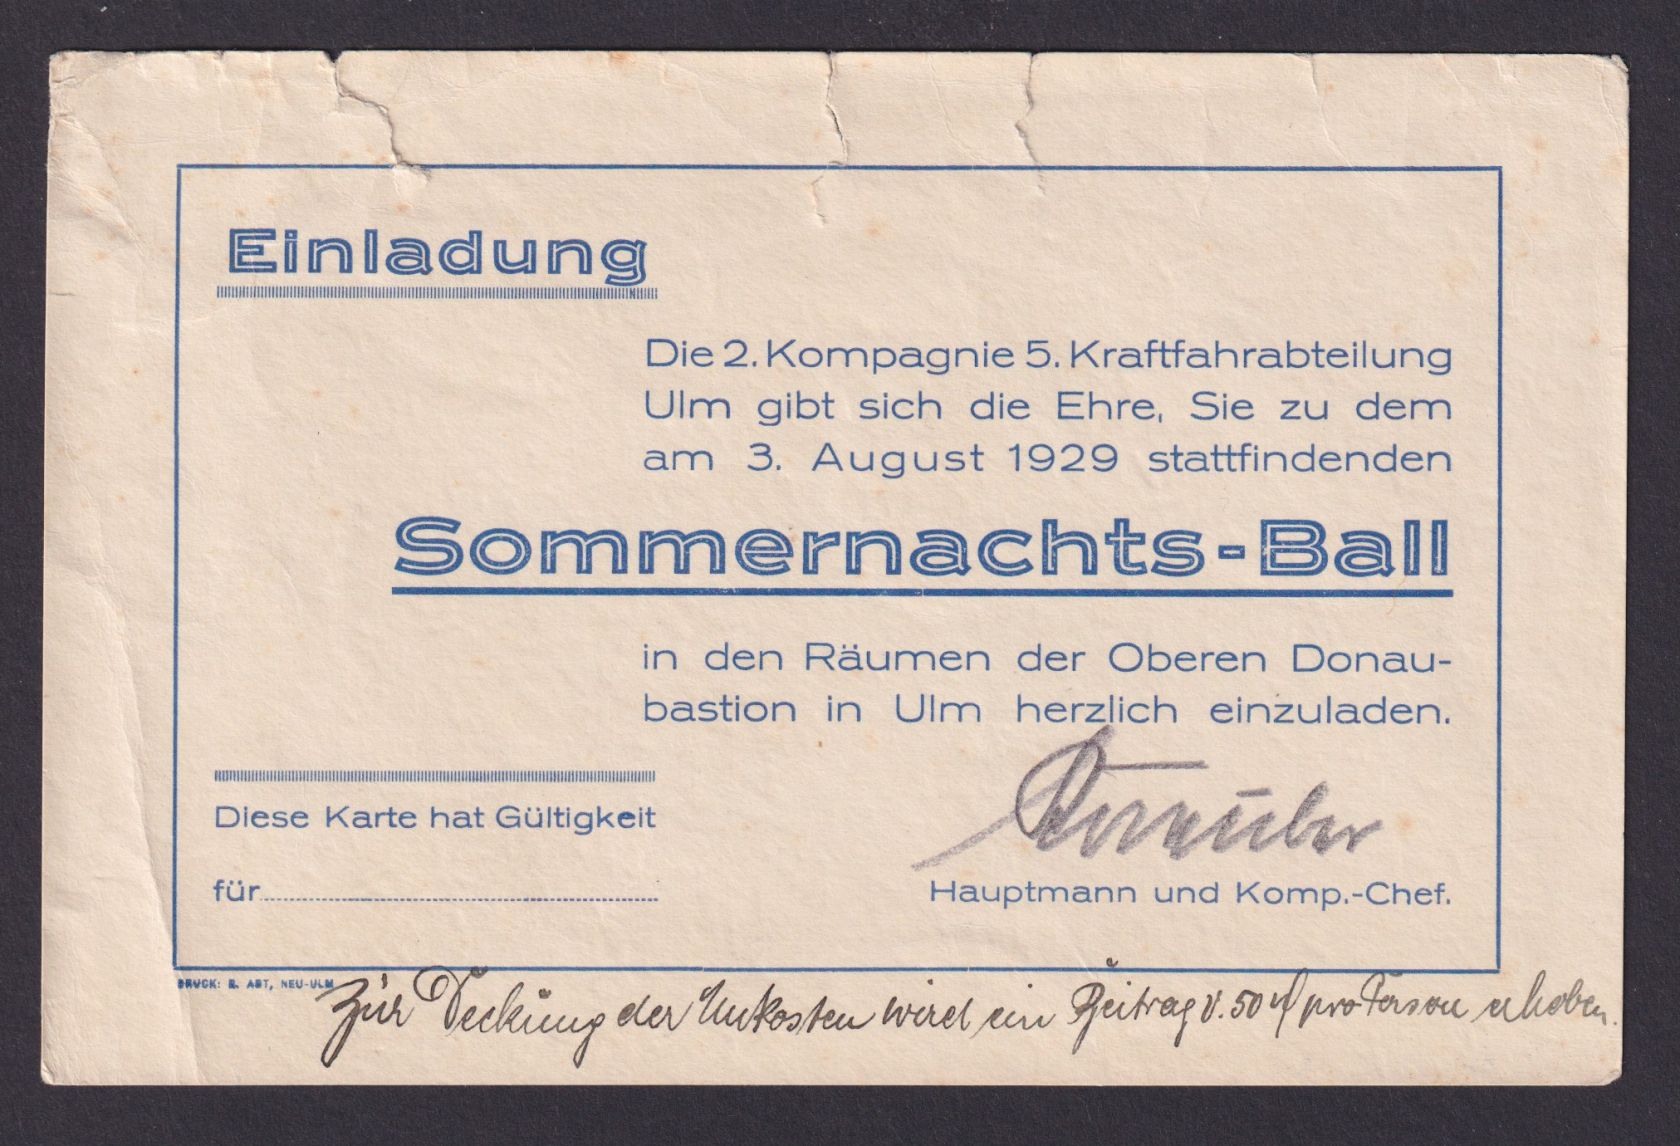 Einladung
Die 2. Kompagnie 5. Kraftfahrabteilung
Ulm gibt sich die Ehre, Sie zu dem
am 3. August 1929 stattfindenden
Sommernachts-Ball
in den Räumen der Oberen Donau-
bastion in Ulm herzlich einzuladen.
Diese Karte hat Gültigkeit
für
Hauptmann und Komp.-Chef.
DRUCK: E. ABT, NEU-ULM
Zur Deckung der Unkosten wird ein Beitrag v. 50 ₰ pro Person erhoben.